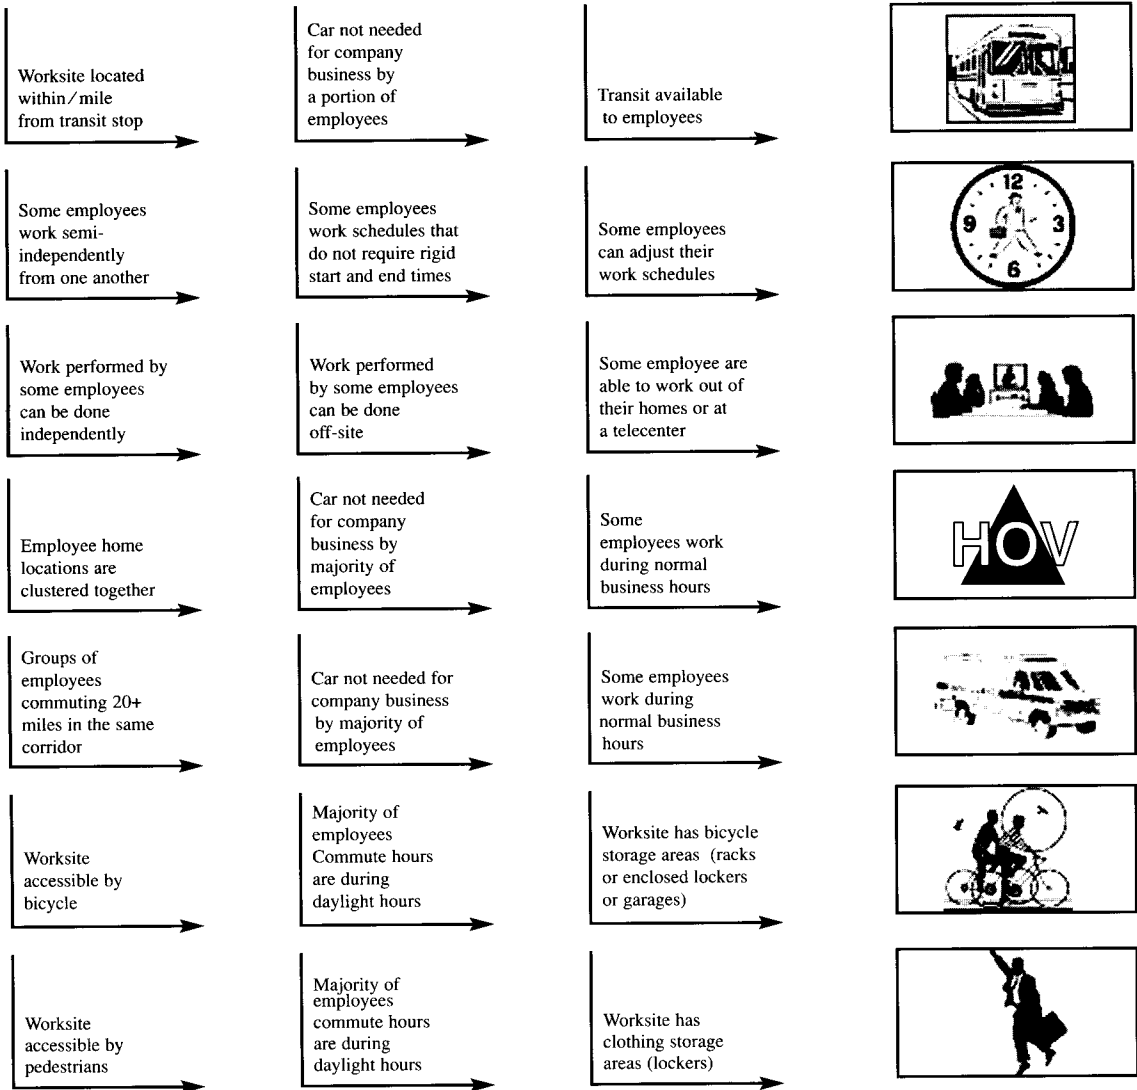 Worksite located
within/mile
from transit stop
Car not needed
for company
business by
a portion of
employees
Transit available
to employees
Some employees
work semi-
independently
from one another
Some employees
work schedules that
do not require rigid
start and end times
Some employees
can adjust their
work schedules
12
9
3
6
Work performed by
some employees
can be done
independently
Work performed
by some employees
can be done
off-site
Some employee are
able to work out of
their homes or at
a telecenter
Employee home
locations are
clustered together
Car not needed
for company
business by
majority of
employees
Some
employees work
during normal
business hours
HOV
Groups of
employees
commuting 20+
miles in the same
corridor
Car not needed for
company business
by majority of
employees
Some employees
work during
normal business
hours
Worksite
accessible by
bicycle
Majority of
employees
Commute hours
are during
daylight hours
Worksite has bicycle
storage areas (racks
or enclosed lockers
or garages)
Worksite
accessible by
pedestrians
Majority of
employees
commute hours
are during
daylight hours
Worksite has
clothing storage
areas (lockers)